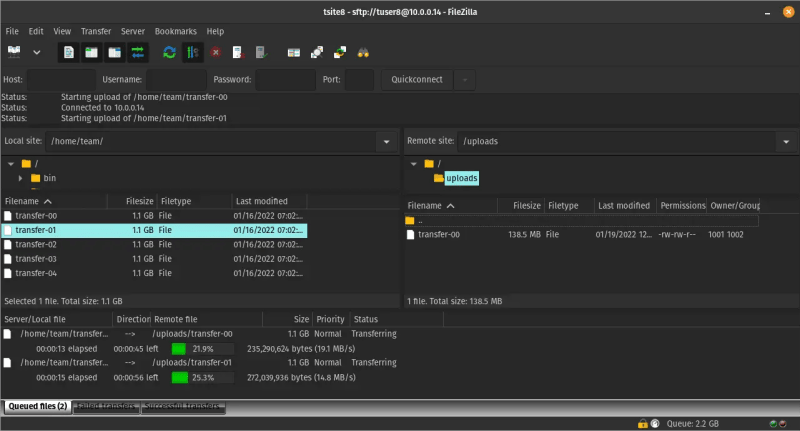 tsite8 - sftp://tuser8@10.0.0.14 - FileZilla
File Edit View Transfer Server Bookmarks Help
Host: Username: Password: Port: Quickconnect
Status: Starting upload of /home/team/transfer-00
Status: Connected to 10.0.0.14
Status: Starting upload of /home/team/transfer-01
Local site: /home/team/ Remote site: /uploads
/ /
bin uploads
Filename Filesize Filetype Last modified
transfer-00 1.1 GB File 01/16/2022 07:02:...
transfer-01 1.1 GB File 01/16/2022 07:02:...
transfer-02 1.1 GB File 01/16/2022 07:02:...
transfer-03 1.1 GB File 01/16/2022 07:02:...
transfer-04 1.1 GB File 01/16/2022 07:02:...
Selected 1 file. Total size: 1.1 GB
Filename Filesize Filetype Last modified Permissions Owner/Group
..
transfer-00 138.5 MB File 01/19/2022 12... -rw-rw-r-- 1001 1002
1 file. Total size: 138.5 MB
Server/Local file Direction Remote file Size Priority Status
/home/team/transfer... --> /uploads/transfer-00 1.1 GB Normal Transferring
00:00:13 elapsed 00:00:45 left 21.9% 235,290,624 bytes (19.1 MB/s)
/home/team/transfer... --> /uploads/transfer-01 1.1 GB Normal Transferring
00:00:15 elapsed 00:00:56 left 25.3% 272,039,936 bytes (14.8 MB/s)
Queued files (2) Failed transfers Successful transfers
Queue: 2.2 GB